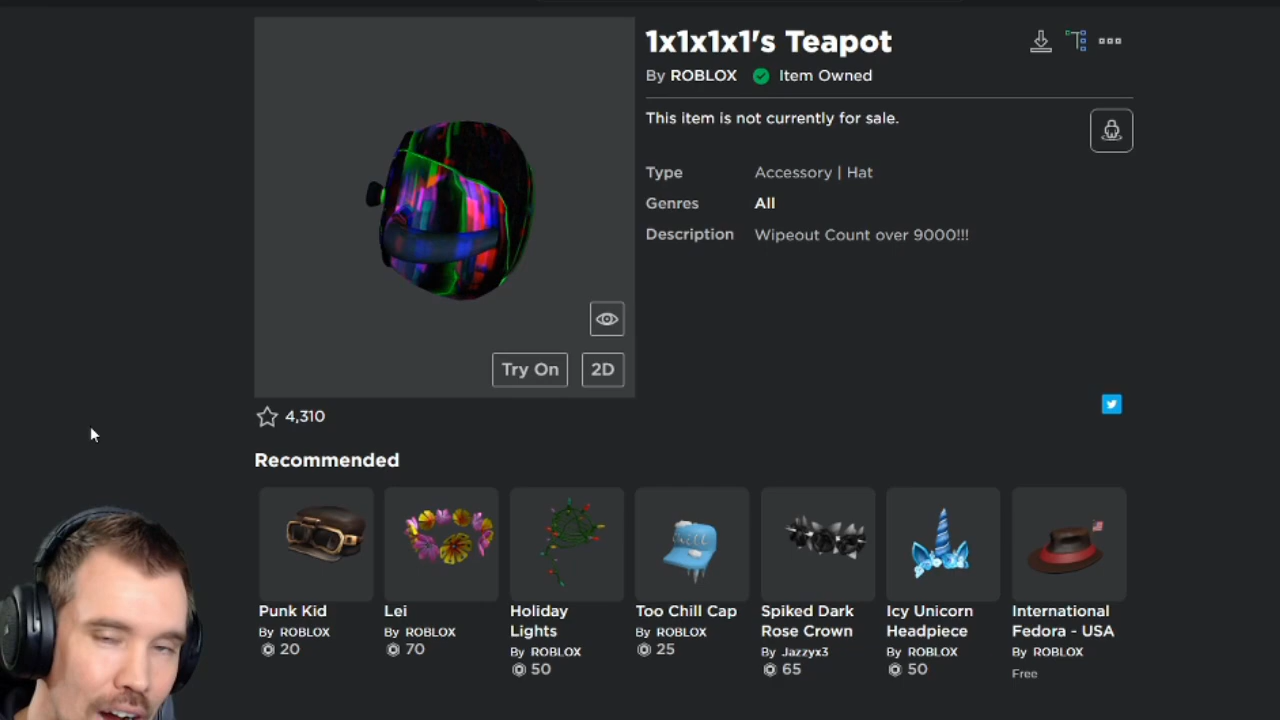 1x1x1x1's Teapot
By ROBLOX Item Owned
This item is not currently for sale.
Type Accessory | Hat
Genres All
Description Wipeout Count over 9000!!!
Try On 2D
4,310
Recommended
Chill
Punk Kid
By ROBLOX
20
Lei
By ROBLOX
70
Holiday
Lights
By ROBLOX
50
Too Chill Cap
By ROBLOX
25
Spiked Dark
Rose Crown
By Jazzyx3
65
Icy Unicorn
Headpiece
By ROBLOX
50
International
Fedora - USA
By ROBLOX
Free